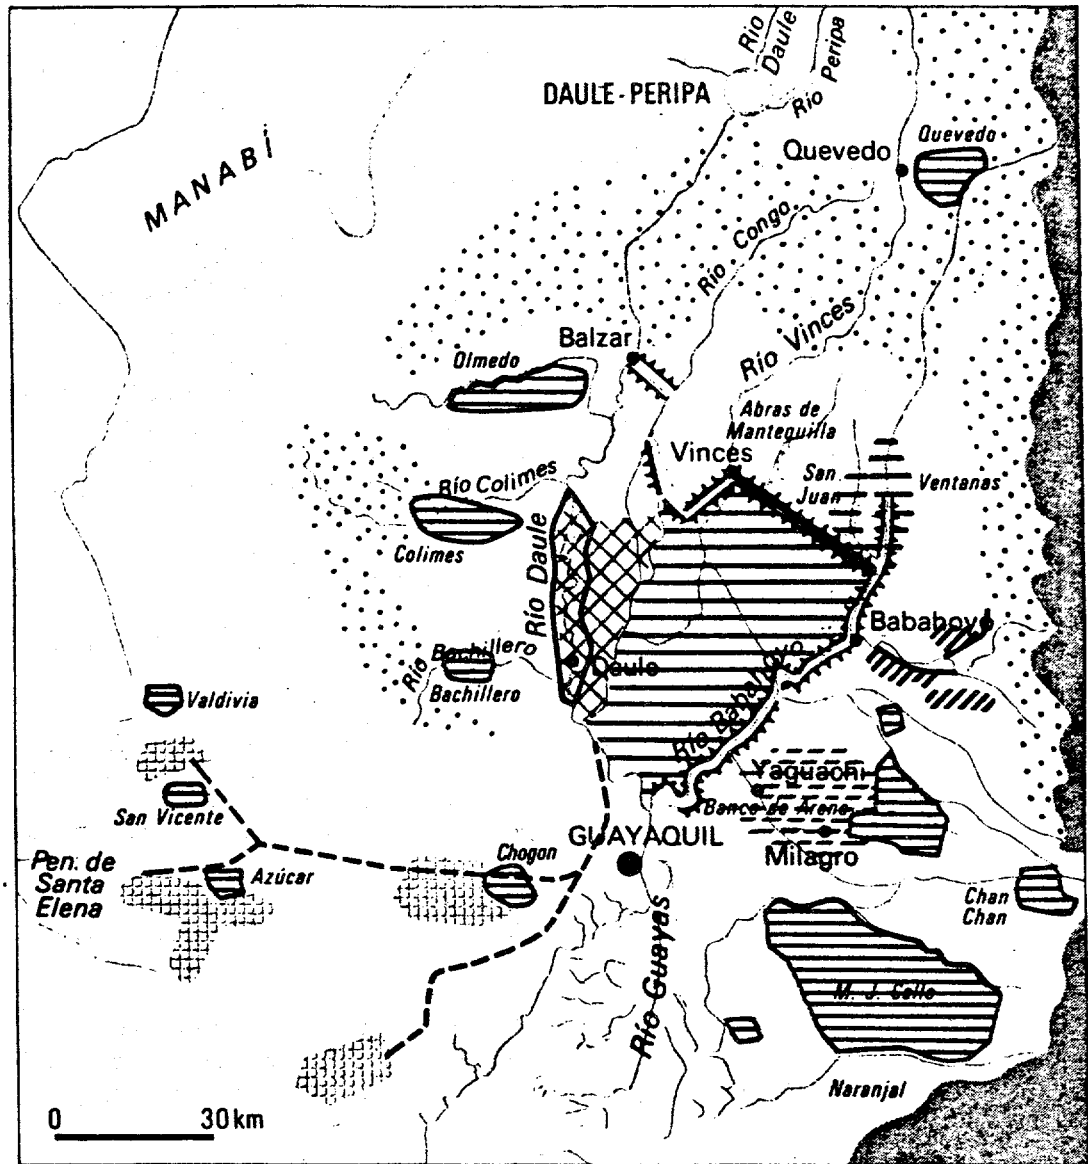 Río
Daule
Río
Peripa
DAULE-PERIPA
MANABÍ
Quevedo
Quevedo
Río Congo
Río Vinces
Balzar
Olmedo
Abras de
Mantequilla
Vinces
San
Juan
Ventanas
Río Colimes
Colimes
Río Daule
Babahoyo
Río Bachillero
Bachillero
Daule
Río Babahoyo
Valdivia
Yaguachi
Banco de Arena
San Vicente
GUAYAQUIL
Milagro
Chogon
Pen. de
Santa
Elena
Azúcar
Chan
Chan
Río Guayas
M. J. Calle
Naranjal
0 30 km